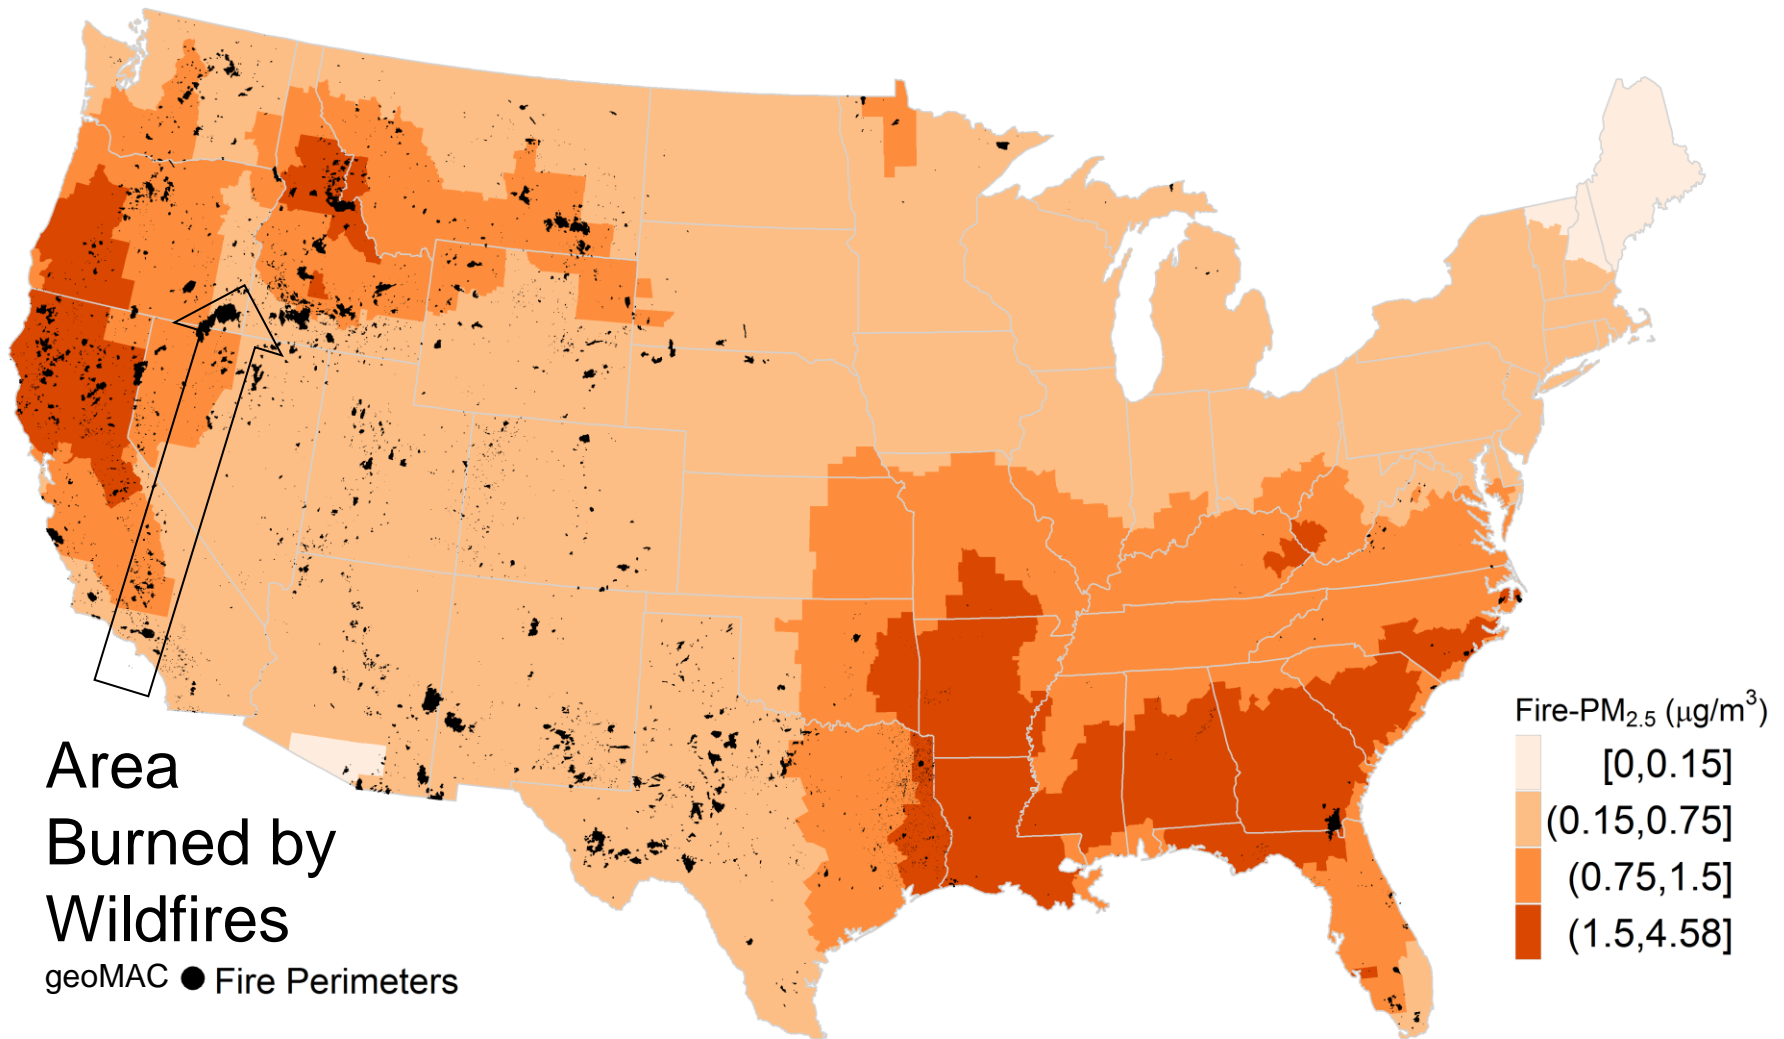 Area
Burned by
Wildfires
geoMAC ● Fire Perimeters
Fire-PM₂.₅ (μg/m³)
[0,0.15]
(0.15,0.75]
(0.75,1.5]
(1.5,4.58]